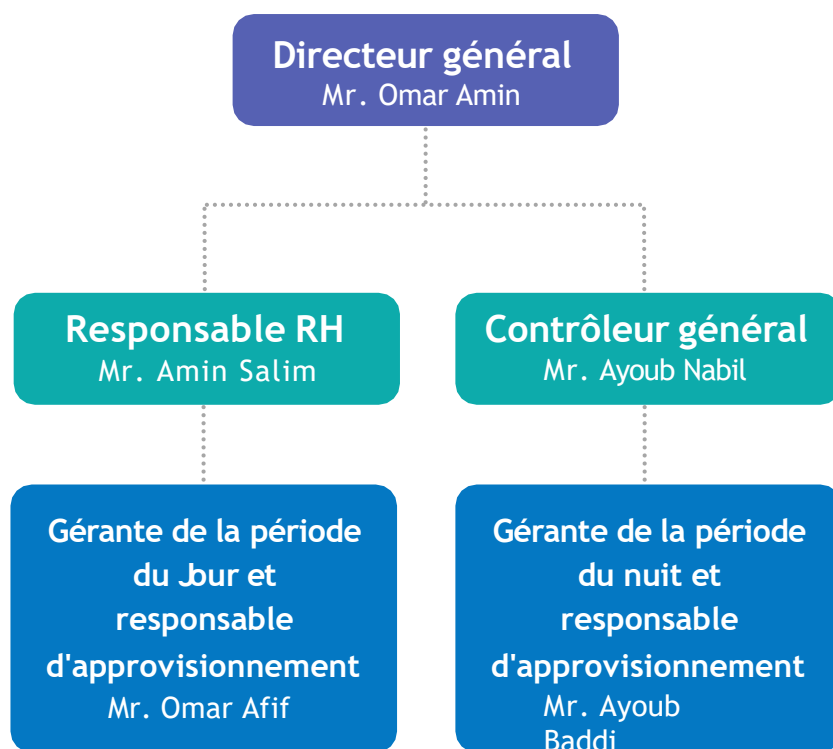 Directeur général
Mr. Omar Amin
Responsable RH
Mr. Amin Salim
Contrôleur général
Mr. Ayoub Nabil
Gérante de la période
du Jour et
responsable
d'approvisionnement
Mr. Omar Afif
Gérante de la période
du nuit et
responsable
d'approvisionnement
Mr. Ayoub
Baddi